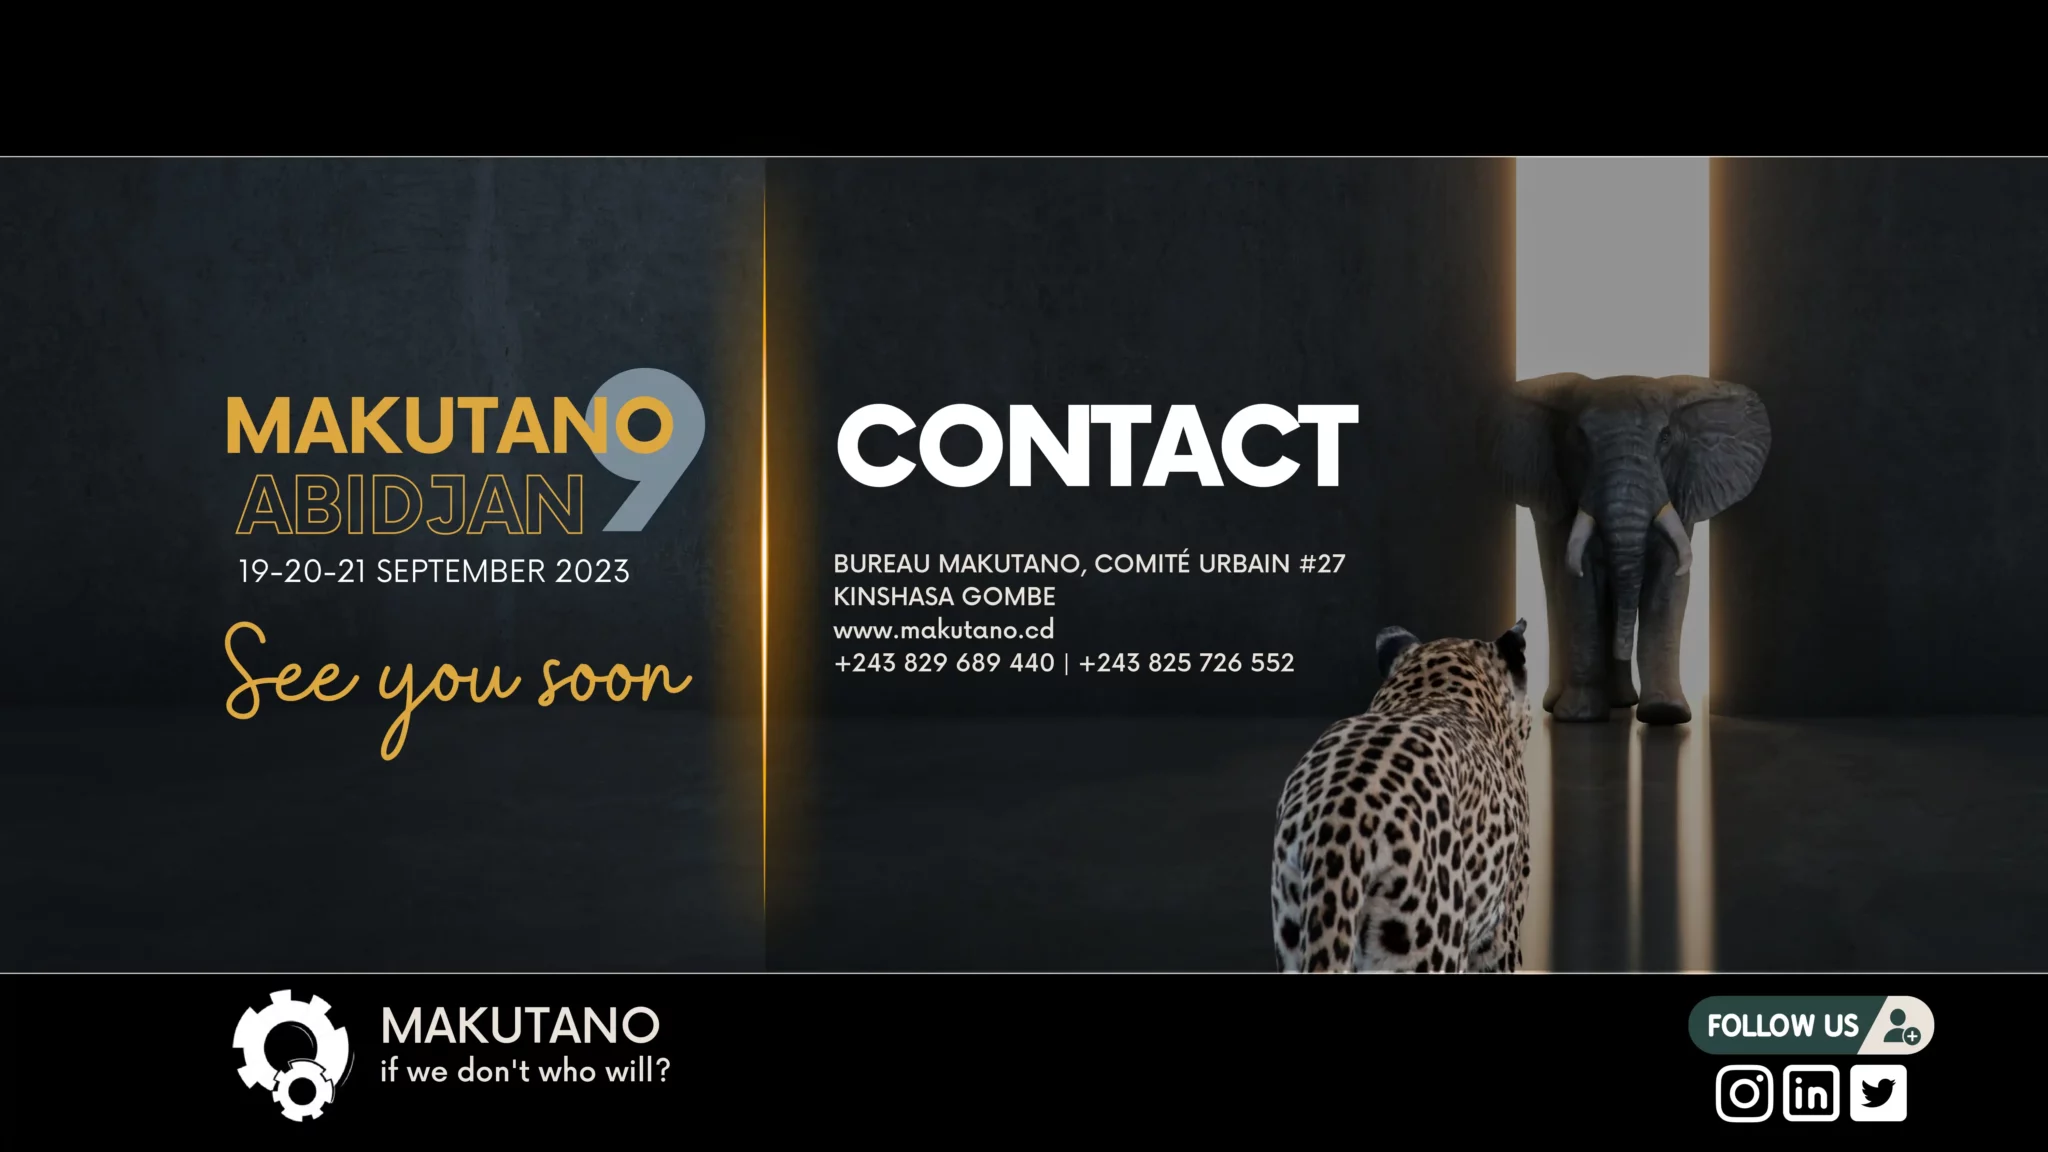 MAKUTANO 9
ABIDJAN
19-20-21 SEPTEMBER 2023
See you soon
CONTACT
BUREAU MAKUTANO, COMITÉ URBAIN #27
KINSHASA GOMBE
www.makutano.cd
+243 829 689 440 | +243 825 726 552
MAKUTANO
if we don't who will?
FOLLOW US
in